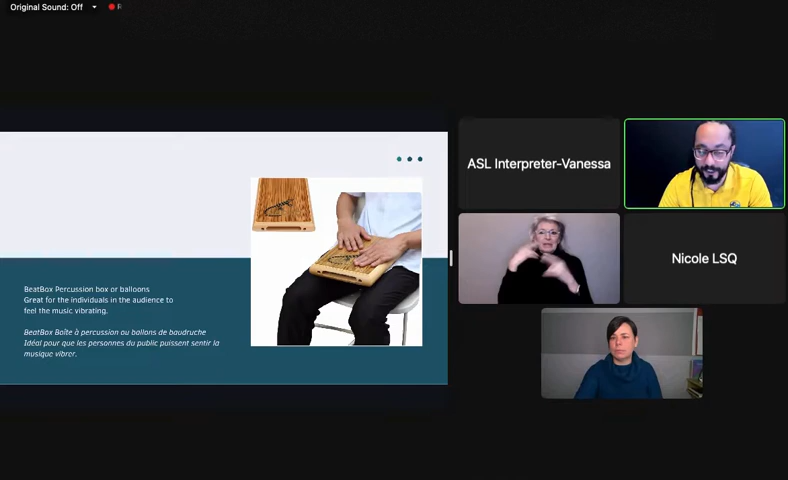 Original Sound: Off
BeatBox Percussion box or balloons
Great for the individuals in the audience to
feel the music vibrating.
BeatBox Boîte à percussion ou ballons de baudruche
Idéal pour que les personnes du public puissent sentir la
musique vibrer.
ASL Interpreter-Vanessa
Nicole LSQ